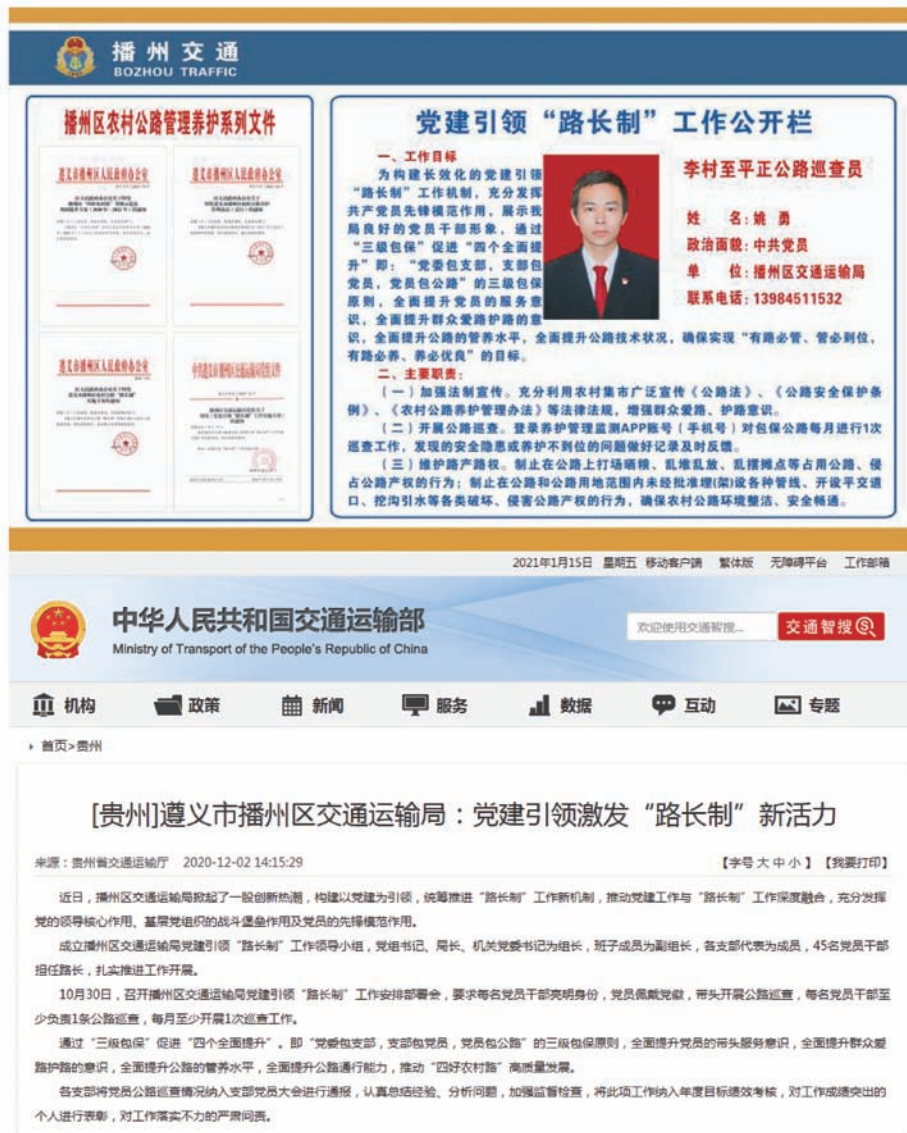 播州交通
BOZHOU TRAFFIC
播州区农村公路管理养护系列文件
遵义市播州区人民政府办公室
遵义市播州区人民政府办公室
遵义市播州区人民政府办公室
党建引领“路长制”工作公开栏
一、工作目标
为构建长效化的党建引领
“路长制”工作机制，充分发挥
共产党员先锋模范作用，展示我
局良好的党员干部形象，通过
“三级包保”促进“四个全面提
升”即：“党委包支部、支部包
党员，党员包公路”的三级包保
原则，全面提升党员的服务意
识，全面提升群众爱路护路的意
识，全面提升公路的管养水平，全面提升公路技术状况，确保实现“有路必管、管必到位，
有路必养、养必优良”的目标。
李村至平正公路巡查员
姓 名：姚 勇
政治面貌：中共党员
单 位：播州区交通运输局
联系电话：13984511532
二、主要职责：
（一）加强法制宣传。充分利用农村集市广泛宣传《公路法》、《公路安全保护条
例》、《农村公路养护管理办法》等法律法规，增强群众爱路、护路意识。
（二）开展公路巡查。登录养护管理监测APP账号（手机号）对包保公路每月进行1次
巡查工作，发现的安全隐患或养护不到位的问题做好记录及时反馈。
（三）维护路产路权。制止在公路上打场晒粮、乱堆乱放、乱摆摊点等占用公路、侵
占公路产权的行为；制止在公路和公路用地范围内未经批准埋(架)设各种管线、开设平交道
口、挖沟引水等各类破坏、侵害公路产权的行为，确保农村公路环境整洁、安全畅通。
2021年1月15日 星期五 移动客户端 繁体版 无障碍平台 工作邮箱
中华人民共和国交通运输部
Ministry of Transport of the People's Republic of China
欢迎使用交通智搜...
交通智搜
机构 政策 新闻 服务 数据 互动 专题
首页>贵州
[贵州]遵义市播州区交通运输局：党建引领激发“路长制”新活力
来源：贵州省交通运输厅 2020-12-02 14:15:29 【字号 大 中 小】【我要打印】
近日，播州区交通运输局掀起了一股创新热潮，构建以党建为引领，统筹推进“路长制”工作新机制，推动党建工作与“路长制”工作深度融合，充分发挥
党的领导核心作用、基层党组织的战斗堡垒作用及党员的先锋模范作用。
成立播州区交通运输局党建引领“路长制”工作领导小组，党组书记、局长、机关党委书记为组长，班子成员为副组长，各支部代表为成员，45名党员干部
担任路长，扎实推进工作开展。
10月30日，召开播州区交通运输局党建引领“路长制”工作安排部署会，要求每名党员干部亮明身份，党员佩戴党徽，带头开展公路巡查，每名党员干部至
少负责1条公路巡查，每月至少开展1次巡查工作。
通过“三级包保”促进“四个全面提升”。即“党委包支部，支部包党员，党员包公路”的三级包保原则，全面提升党员的带头服务意识，全面提升群众爱
路护路的意识，全面提升公路的管养水平，全面提升公路通行能力，推动“四好农村路”高质量发展。
各支部将党员公路巡查情况纳入支部党员大会进行通报，认真总结经验、分析问题，加强监督检查，将此项工作纳入年度目标绩效考核，对工作成绩突出的
个人进行表彰，对工作落实不力的严肃问责。